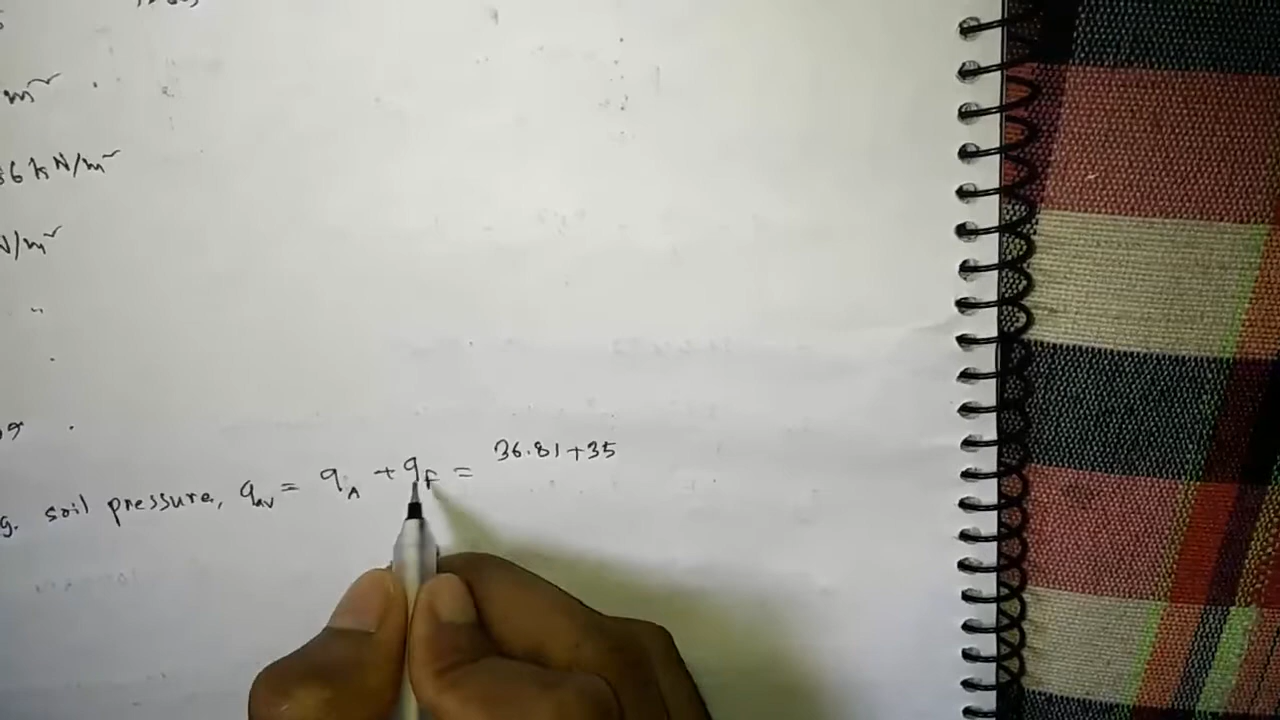 m²
36 kN/m²
N/m²
"
36.81+35
g. soil pressure, qav = qA + qF =